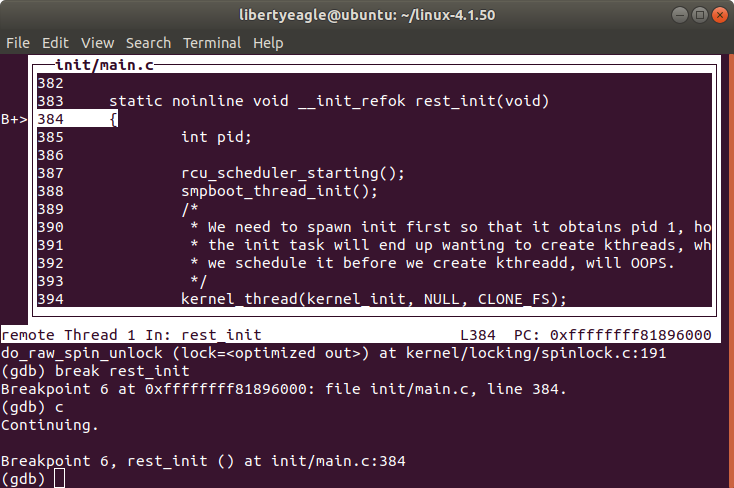 libertyeagle@ubuntu: ~/linux-4.1.50
File Edit View Search Terminal Help
init/main.c
382
383 static noinline void __init_refok rest_init(void)
B+> 384 {
385 int pid;
386
387 rcu_scheduler_starting();
388 smpboot_thread_init();
389 /*
390 * We need to spawn init first so that it obtains pid 1, ho
391 * the init task will end up wanting to create kthreads, wh
392 * we schedule it before we create kthreadd, will OOPS.
393 */
394 kernel_thread(kernel_init, NULL, CLONE_FS);
remote Thread 1 In: rest_init L384 PC: 0xffffffff81896000
do_raw_spin_unlock (lock=<optimized out>) at kernel/locking/spinlock.c:191
(gdb) break rest_init
Breakpoint 6 at 0xffffffff81896000: file init/main.c, line 384.
(gdb) c
Continuing.
Breakpoint 6, rest_init () at init/main.c:384
(gdb)